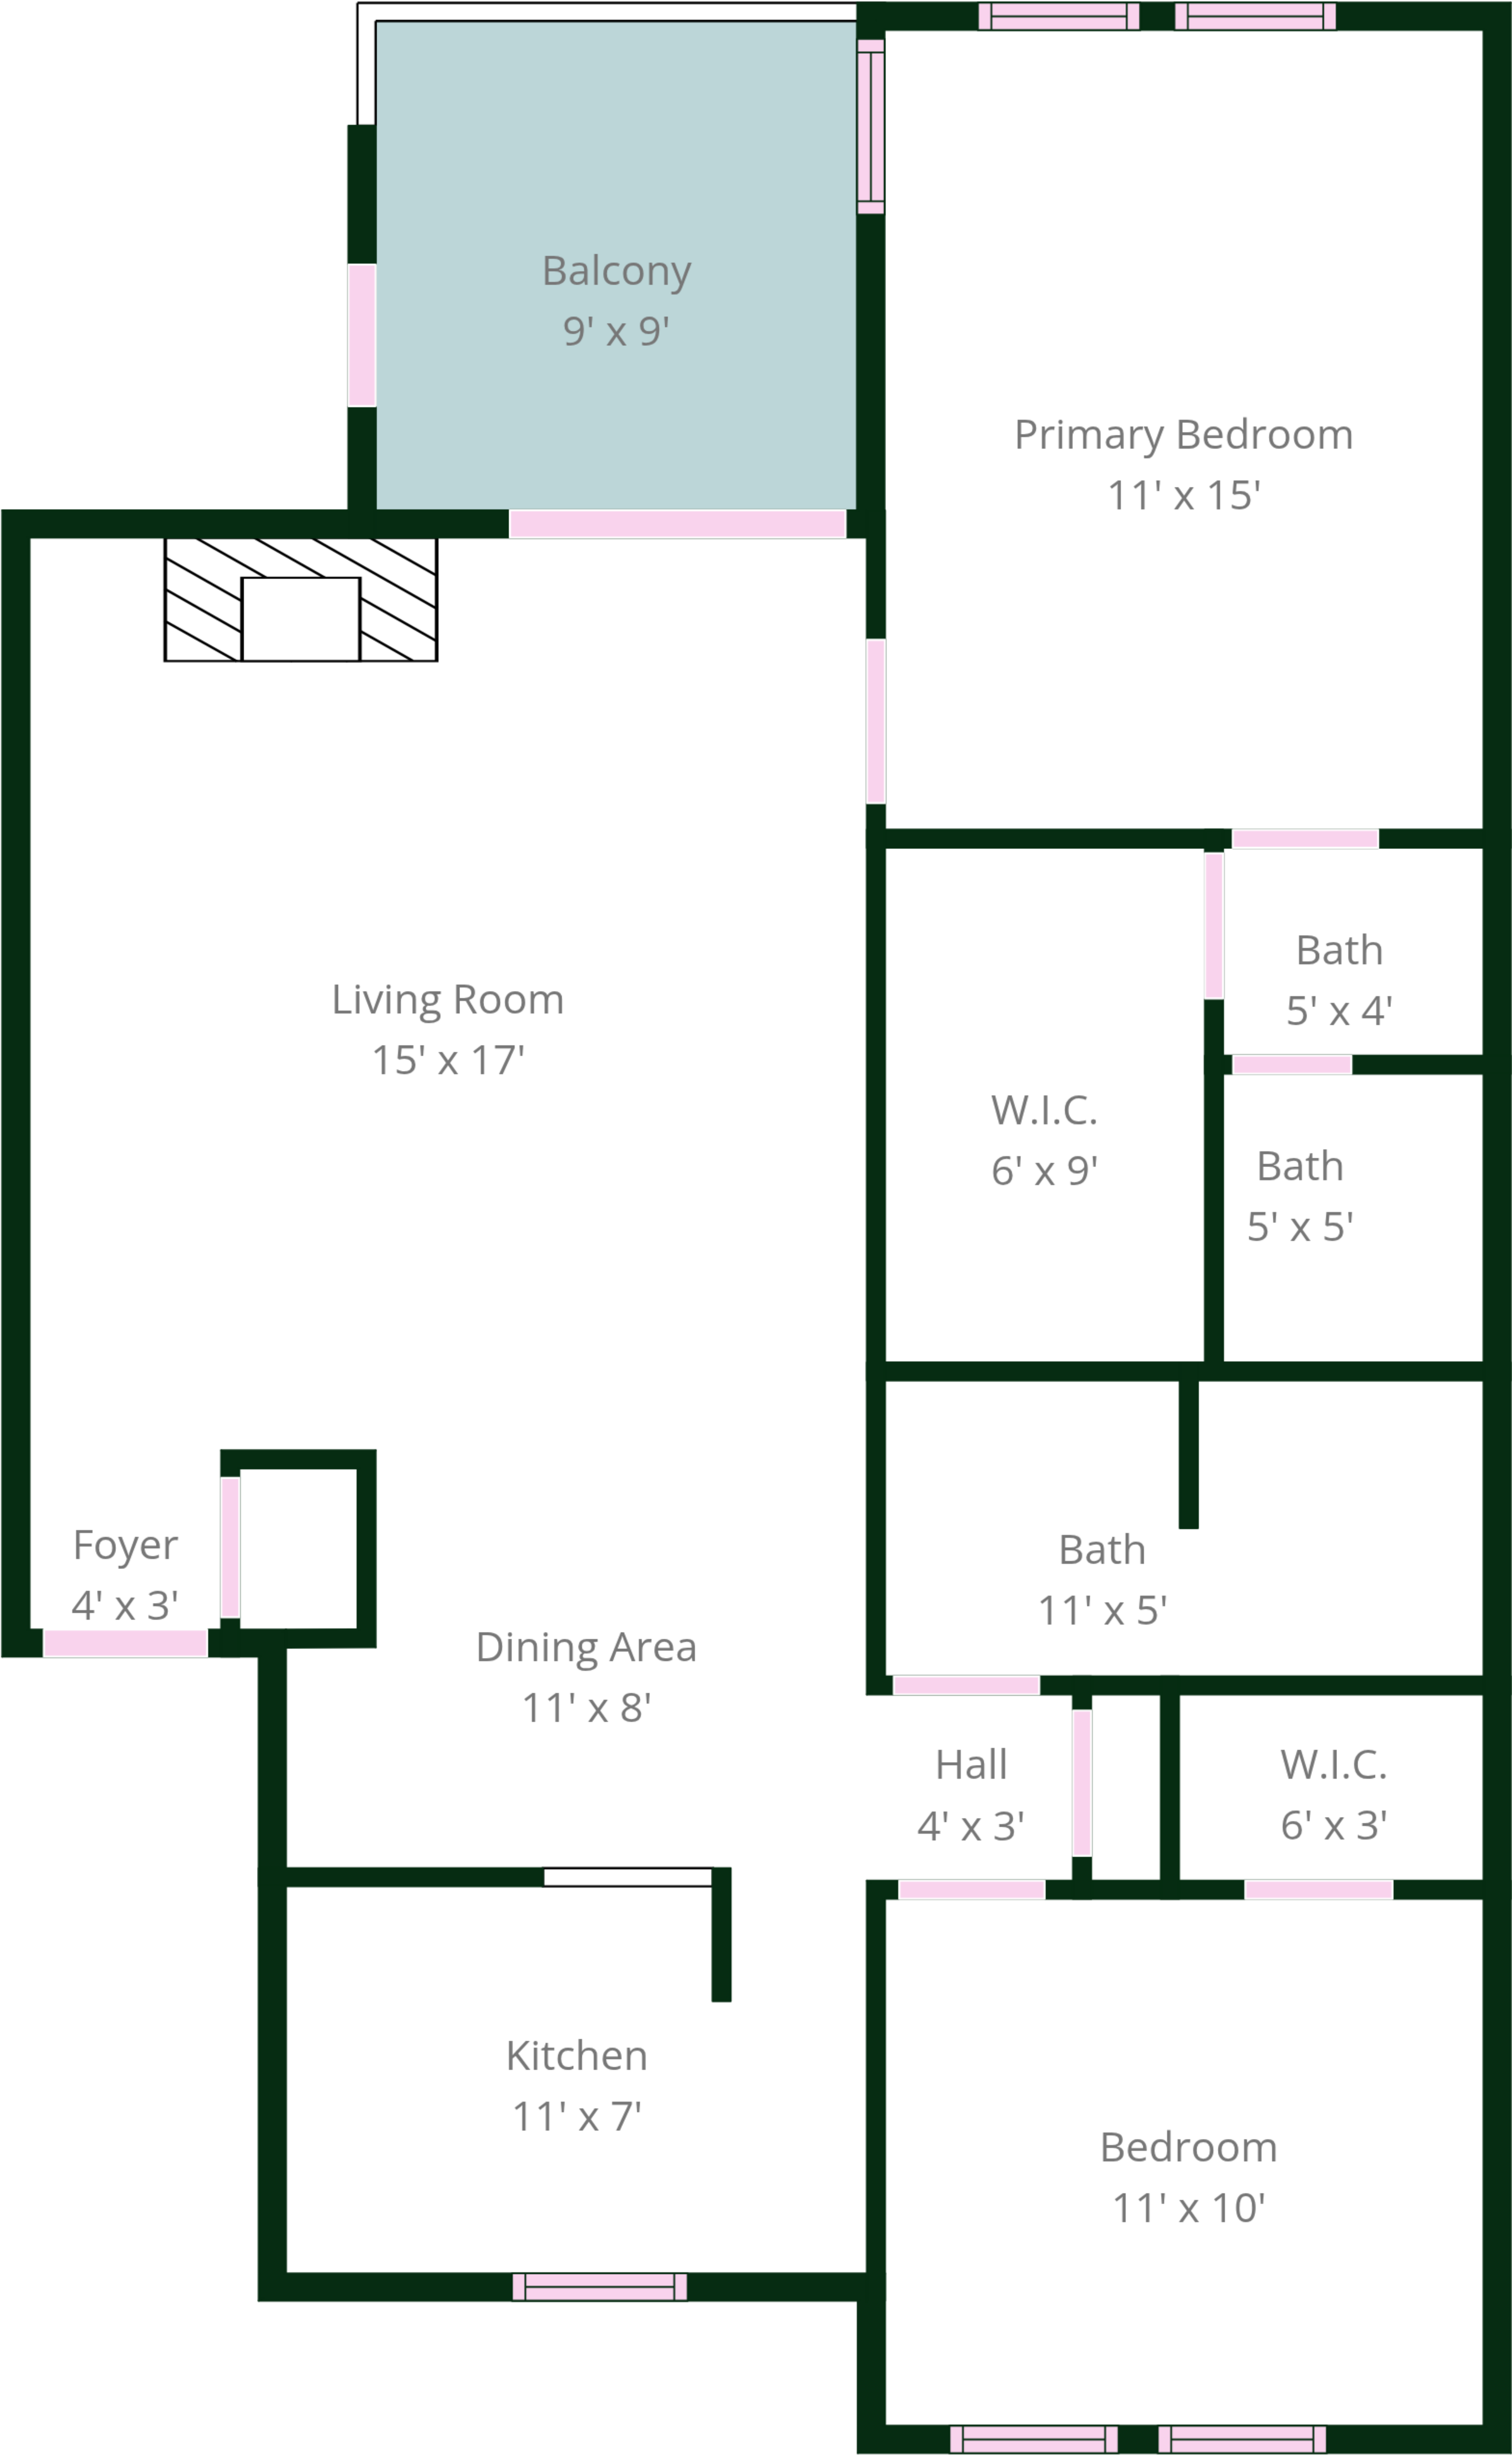 Balcony
9' x 9'
Primary Bedroom
11' x 15'
Living Room
15' x 17'
Bath
5' x 4'
W.I.C.
6' x 9'
Bath
5' x 5'
Foyer
4' x 3'
Bath
11' x 5'
Dining Area
11' x 8'
Hall
4' x 3'
W.I.C.
6' x 3'
Kitchen
11' x 7'
Bedroom
11' x 10'